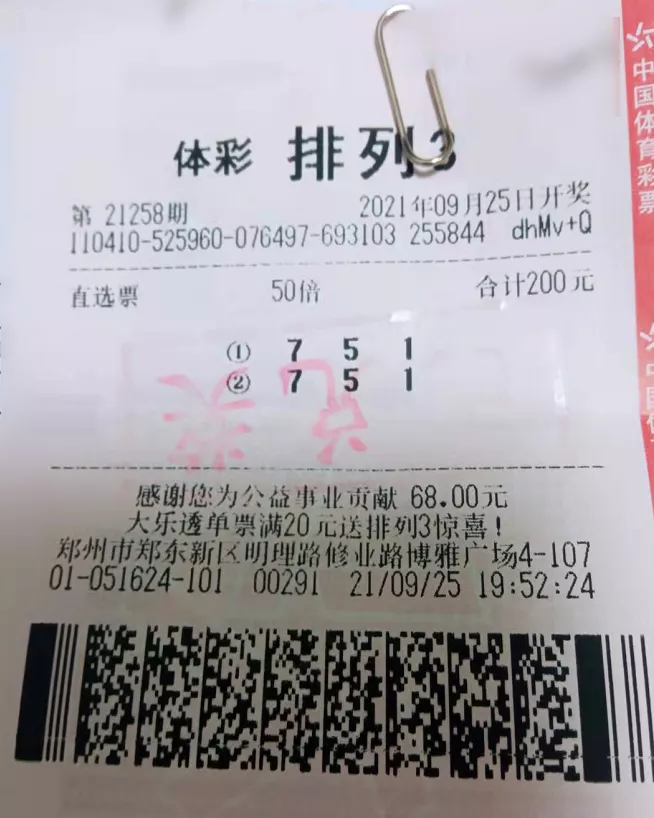 体彩 排列3
第 21258期 2021年09月25日开奖
110410-525960-076497-693103 255844 dhMv+Q
直选票 50倍 合计200元
① 7 5 1
② 7 5 1
感谢您为公益事业贡献 68.00元
大乐透单票满20元送排列3惊喜!
郑州市郑东新区明理路修业路博雅广场4-107
01-051624-101 00291 21/09/25 19:52:24
中国体育彩票
中国体